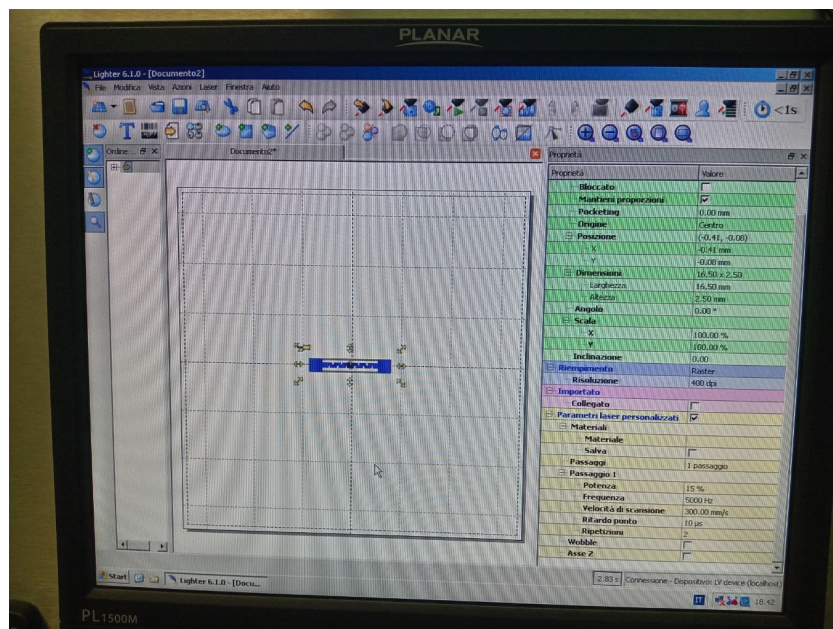 PLANAR
Lighter 6.1.0 - [Documento2]
File Modifica Vista Azioni Laser Finestra Aiuto
<1s
Ordine ...
Documento2*
Proprietà
Proprietà Valore
Bloccato
Mantieni proporzioni
Pocketing 0.00 mm
Origine Centro
Posizione (-0.41, -0.08)
X -0.41 mm
Y -0.08 mm
Dimensioni 16.50 x 2.50
Larghezza 16.50 mm
Altezza 2.50 mm
Angolo 0.00 °
Scala
X 100.00 %
Y 100.00 %
Inclinazione 0.00
Riempimento Raster
Risoluzione 400 dpi
Importato
Collegato
Parametri laser personalizzati
Materiali
Materiale
Salva
Passaggi 1 passaggio
Passaggio 1
Potenza 15 %
Frequenza 5000 Hz
Velocità di scansione 300.00 mm/s
Ritardo punto 10 µs
Ripetizioni 2
Wobble
Asse Z
2.83 s Connessione - Dispositivo: LV device (localhost)
Start Lighter 6.1.0 - [Docu... IT 18.42
PL1500M